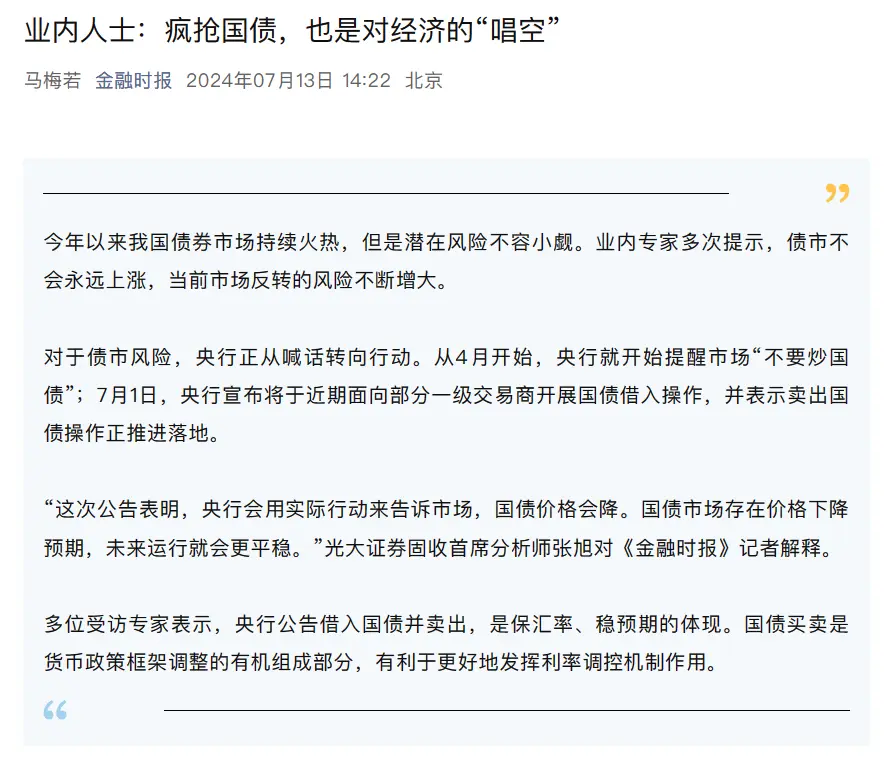 业内人士：疯抢国债，也是对经济的“唱空”
马梅若 金融时报 2024年07月13日 14:22 北京
”
今年以来我国债券市场持续火热，但是潜在风险不容小觑。业内专家多次提示，债市不
会永远上涨，当前市场反转的风险不断增大。
对于债市风险，央行正从喊话转向行动。从4月开始，央行就开始提醒市场“不要炒国
债”；7月1日，央行宣布将于近期面向部分一级交易商开展国债借入操作，并表示卖出国
债操作正推进落地。
“这次公告表明，央行会用实际行动来告诉市场，国债价格会降。国债市场存在价格下降
预期，未来运行就会更平稳。”光大证券固收首席分析师张旭对《金融时报》记者解释。
多位受访专家表示，央行公告借入国债并卖出，是保汇率、稳预期的体现。国债买卖是
货币政策框架调整的有机组成部分，有利于更好地发挥利率调控机制作用。
“